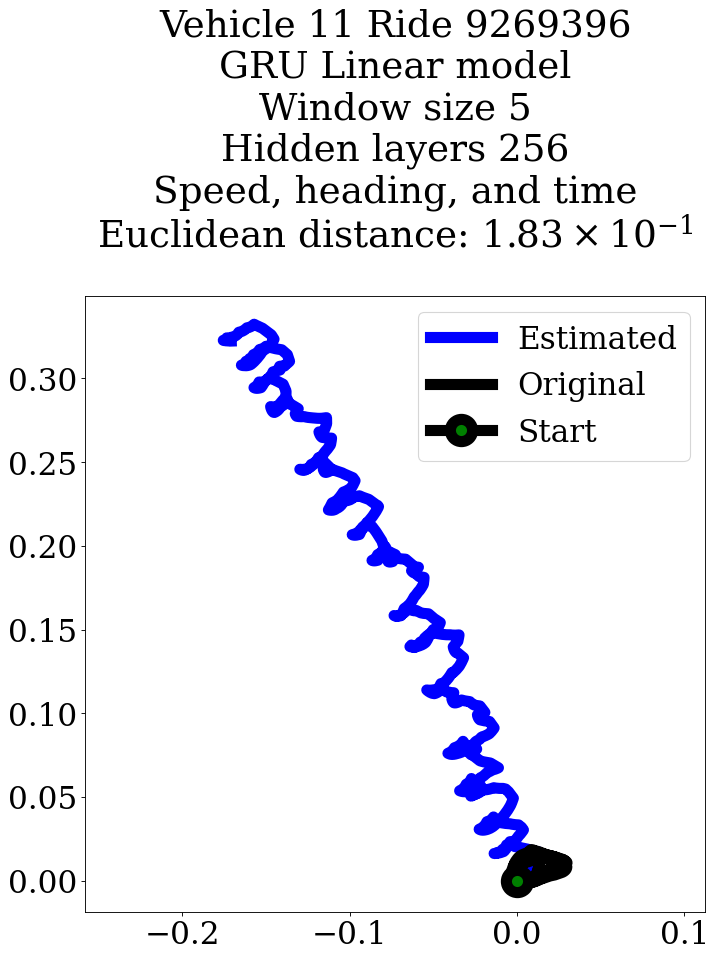 Vehicle 11 Ride 9269396
GRU Linear model
Window size 5
Hidden layers 256
Speed, heading, and time
Euclidean distance: 1.83 × 10⁻¹
Estimated
Original
Start
0.30
0.25
0.20
0.15
0.10
0.05
0.00
−0.2 −0.1 0.0 0.1